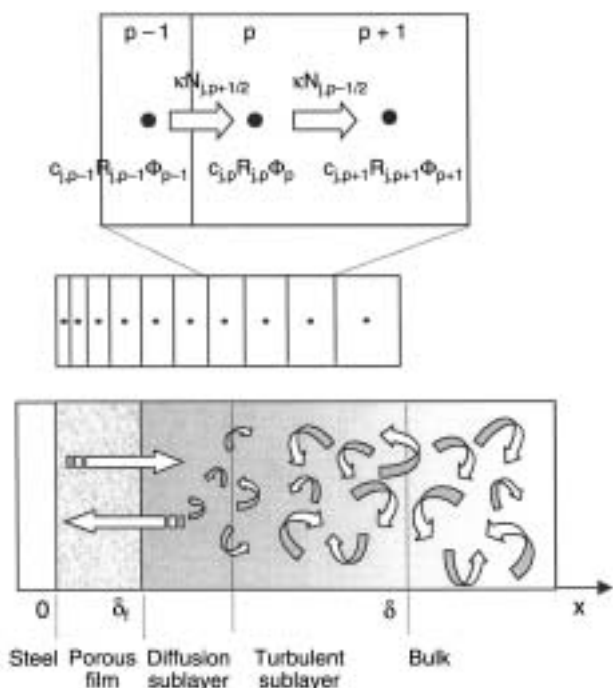 p – 1 p p + 1
κN_{j,p+1/2} κN_{j,p–1/2}
c_{j,p–1}R_{j,p–1}Φ_{p–1} c_{j,p}R_{j,p}Φ_p c_{j,p+1}R_{j,p+1}Φ_{p+1}
0 δ_f δ x
Steel Porous Diffusion Turbulent Bulk
film sublayer sublayer